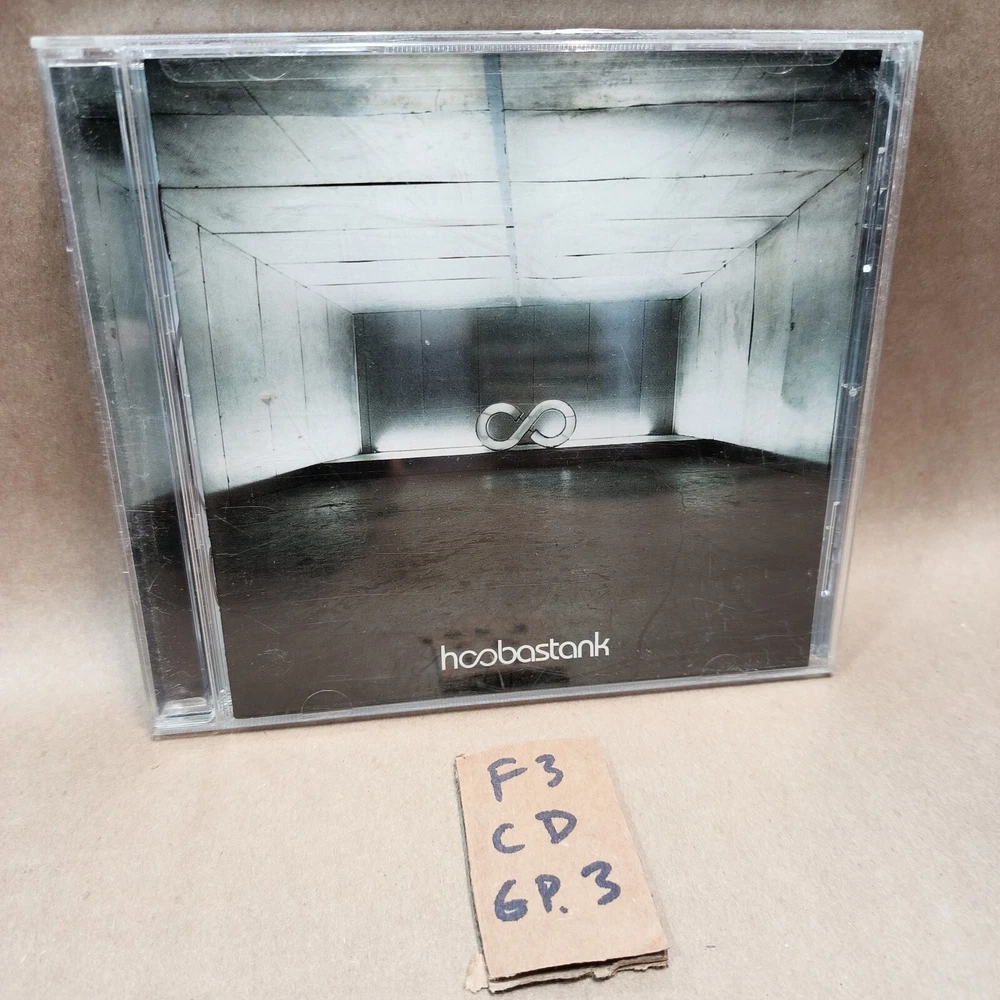 hoobastank
F3
CD
GP. 3